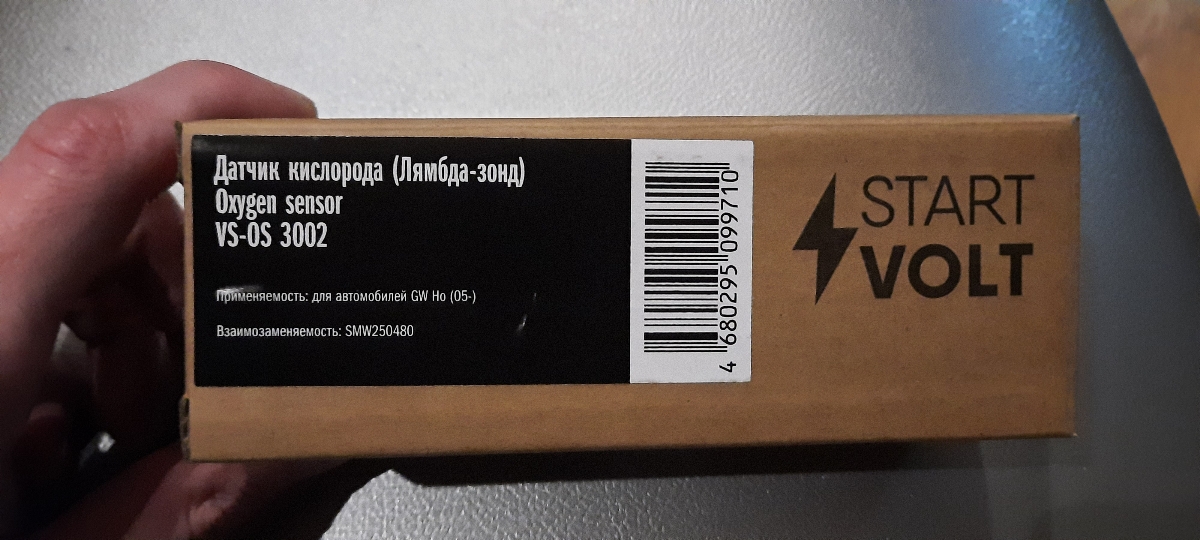 Датчик кислорода (Лямбда-зонд)
Oxygen sensor
VS-OS 3002
Применяемость: для автомобилей GW Ho (05-)
Взаимозаменяемость: SMW250480
4 680295 099710
START
VOLT